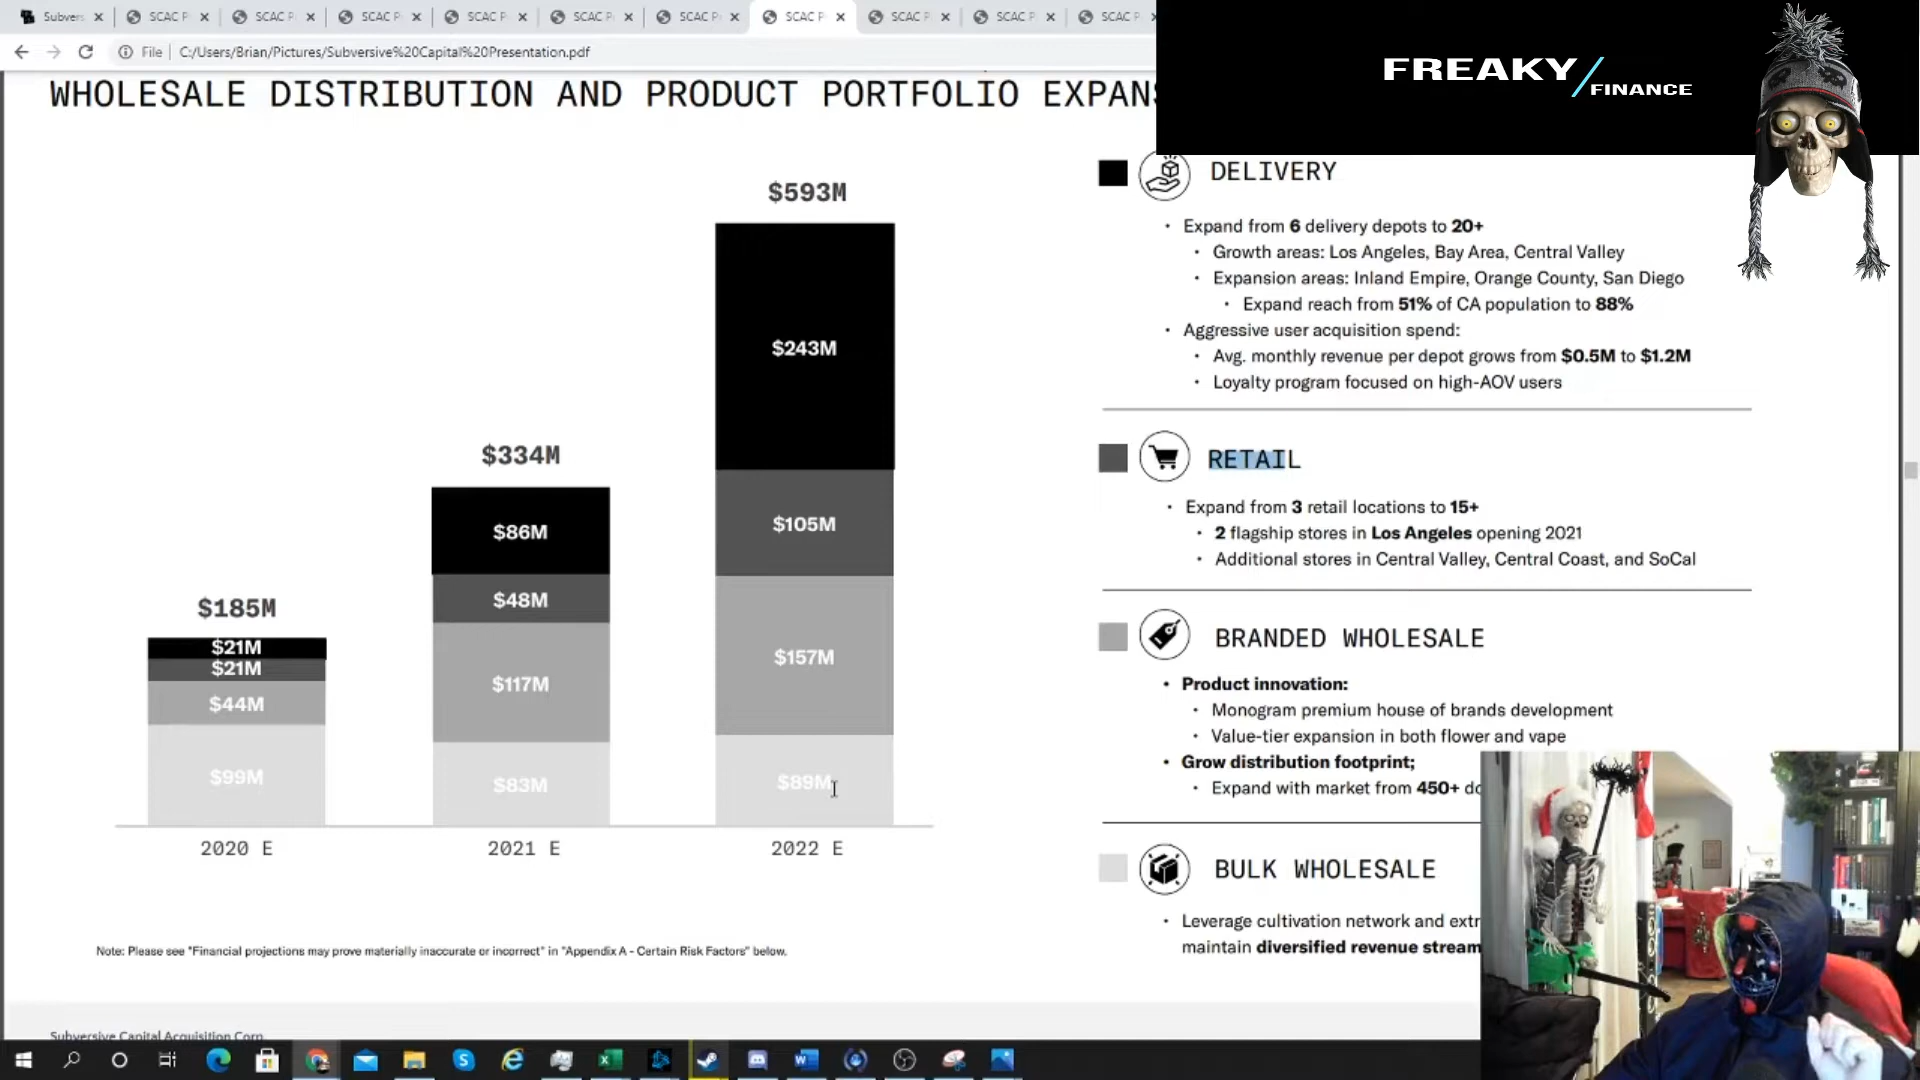 Subvers
SCAC P
SCAC P
SCAC P
SCAC P
SCAC P
SCAC P
SCAC P
SCAC P
SCAC P
SCAC P
File | C:/Users/Brian/Pictures/Subversive%20Capital%20Presentation.pdf
FREAKY/FINANCE
WHOLESALE DISTRIBUTION AND PRODUCT PORTFOLIO EXPANS
$593M
$243M
$105M
$157M
$89M
$334M
$86M
$48M
$117M
$83M
$185M
$21M
$21M
$44M
$99M
2020 E
2021 E
2022 E
Note: Please see "Financial projections may prove materially inaccurate or incorrect" in "Appendix A - Certain Risk Factors" below.
Subversive Capital Acquisition Corp
DELIVERY
• Expand from 6 delivery depots to 20+
• Growth areas: Los Angeles, Bay Area, Central Valley
• Expansion areas: Inland Empire, Orange County, San Diego
• Expand reach from 51% of CA population to 88%
• Aggressive user acquisition spend:
• Avg. monthly revenue per depot grows from $0.5M to $1.2M
• Loyalty program focused on high-AOV users
RETAIL
• Expand from 3 retail locations to 15+
• 2 flagship stores in Los Angeles opening 2021
• Additional stores in Central Valley, Central Coast, and SoCal
BRANDED WHOLESALE
• Product innovation:
• Monogram premium house of brands development
• Value-tier expansion in both flower and vape
• Grow distribution footprint;
• Expand with market from 450+
BULK WHOLESALE
• Leverage cultivation network and
maintain diversified revenue stream